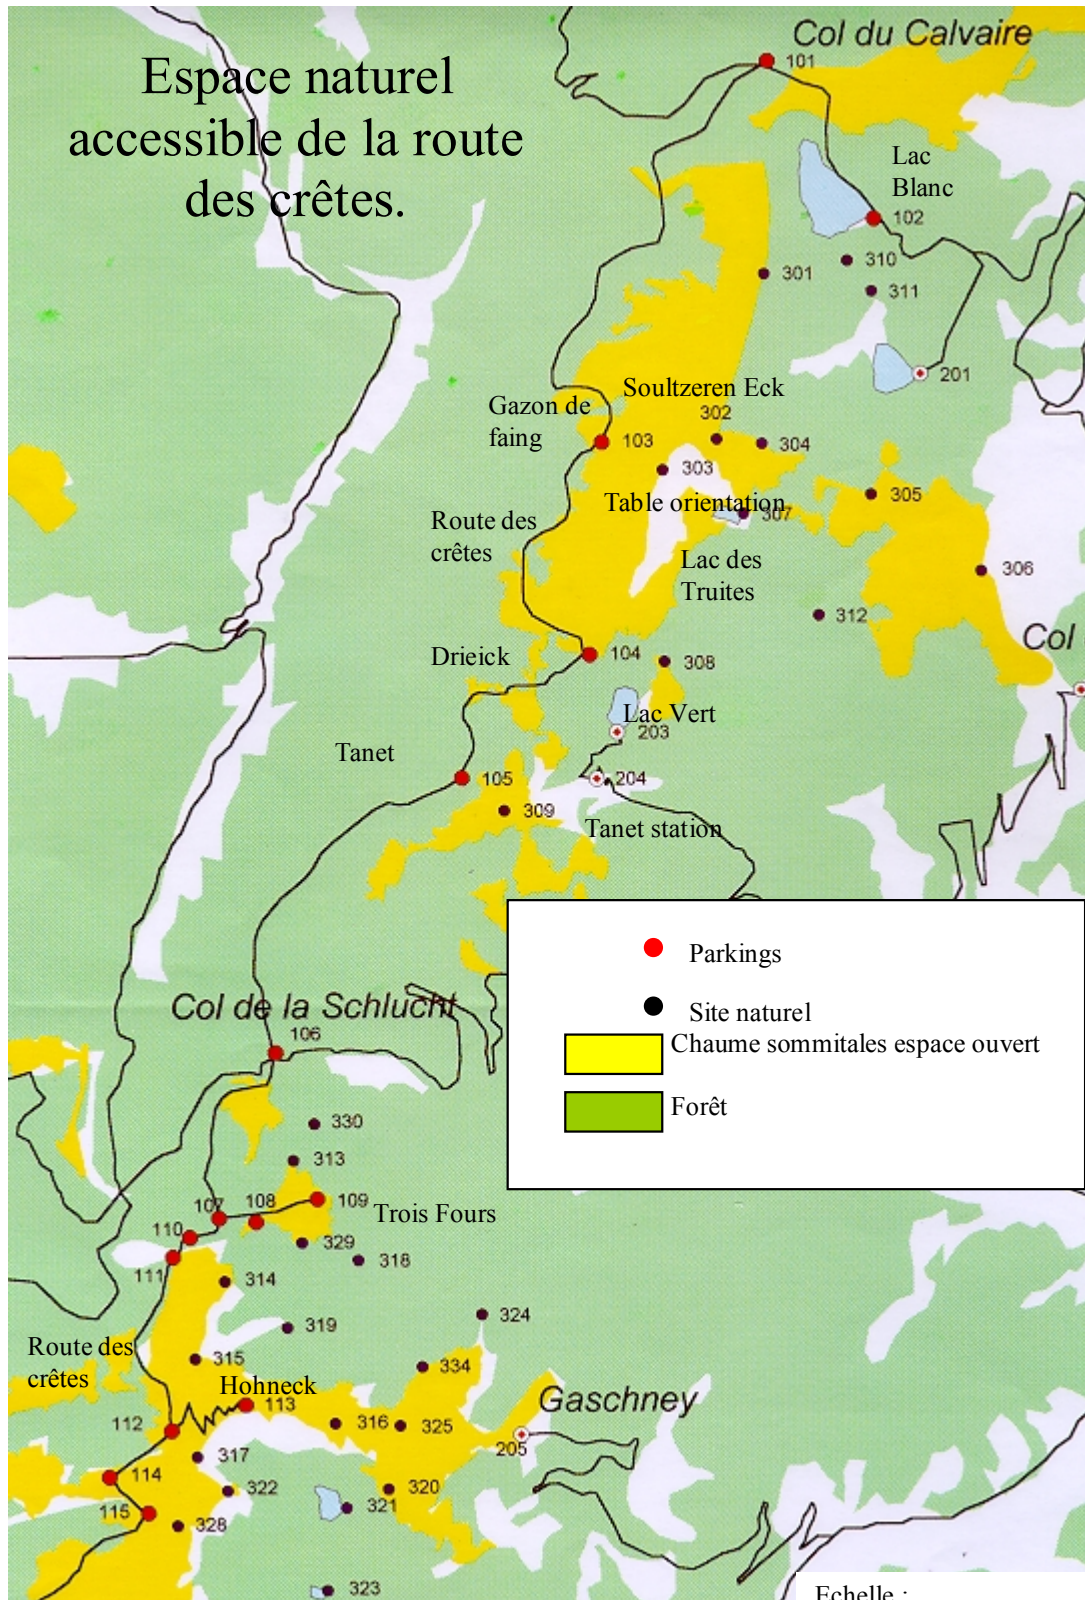 Espace naturel
accessible de la route
des crêtes.
Col du Calvaire
101
Lac
Blanc
102
310
301
311
201
Soultzeren Eck
Gazon de
faing
302
103
304
303
305
Table orientation
307
Route des
crêtes
Lac des
Truites
306
312
Col
Drieick
104
308
Lac Vert
203
Tanet
105
204
309
Tanet station
Parkings
Site naturel
Chaume sommitales espace ouvert
Forêt
Col de la Schlucht
106
330
313
107
108
109
Trois Fours
110
329
318
111
314
324
319
Route des
crêtes
315
334
Hohneck
113
Gaschney
112
316
325
205
317
114
322
320
321
115
328
323
Echelle :